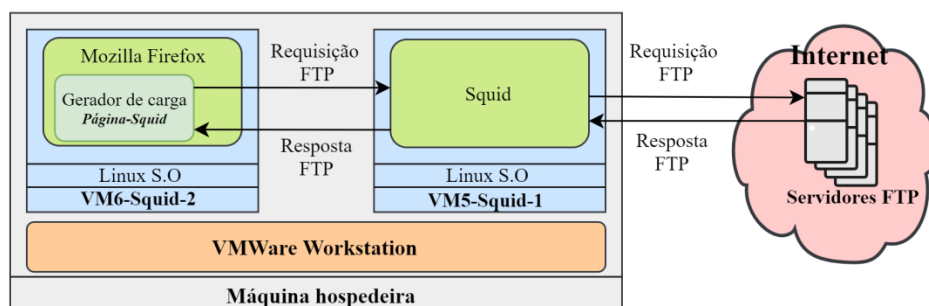 Mozilla Firefox
Gerador de carga
Página-Squid
Linux S.O
VM6-Squid-2
Requisição
FTP
Resposta
FTP
Squid
Linux S.O
VM5-Squid-1
Requisição
FTP
Resposta
FTP
Internet
Servidores FTP
VMWare Workstation
Máquina hospedeira